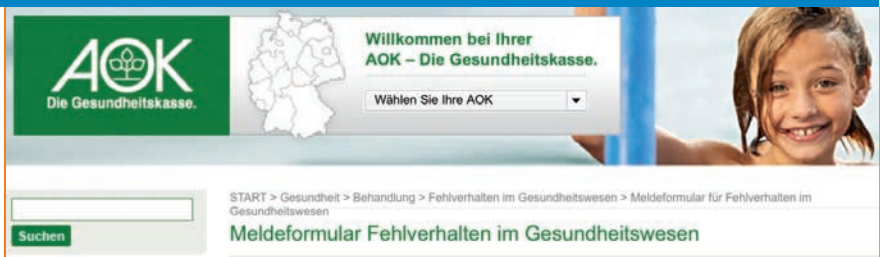 AOK
Die Gesundheitskasse.
Willkommen bei Ihrer
AOK – Die Gesundheitskasse.
Wählen Sie Ihre AOK
Suchen
START > Gesundheit > Behandlung > Fehlverhalten im Gesundheitswesen > Meldeformular für Fehlverhalten im
Gesundheitswesen
Meldeformular Fehlverhalten im Gesundheitswesen